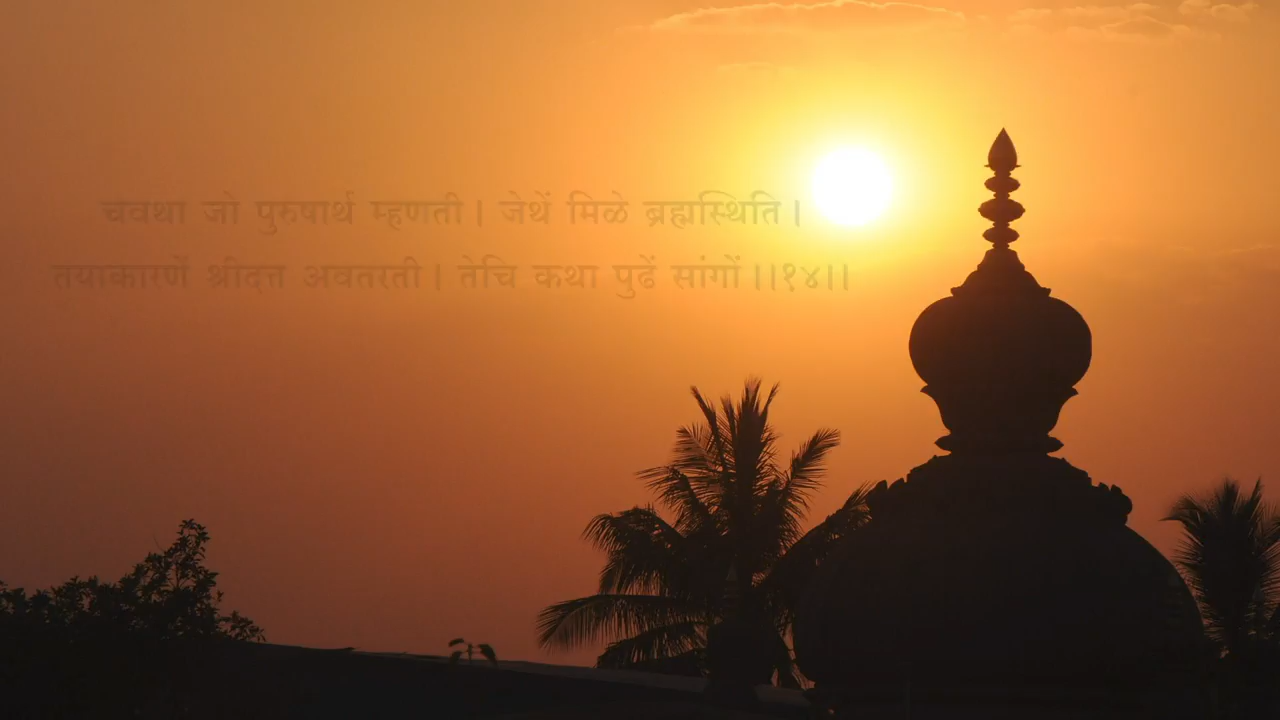 चवथा जो पुरुषार्थ म्हणती । जेथें मिळे ब्रह्मस्थिति ।
तयाकारणें श्रीदत्त अवतरती । तेचि कथा पुढें सांगों ।।१४।।